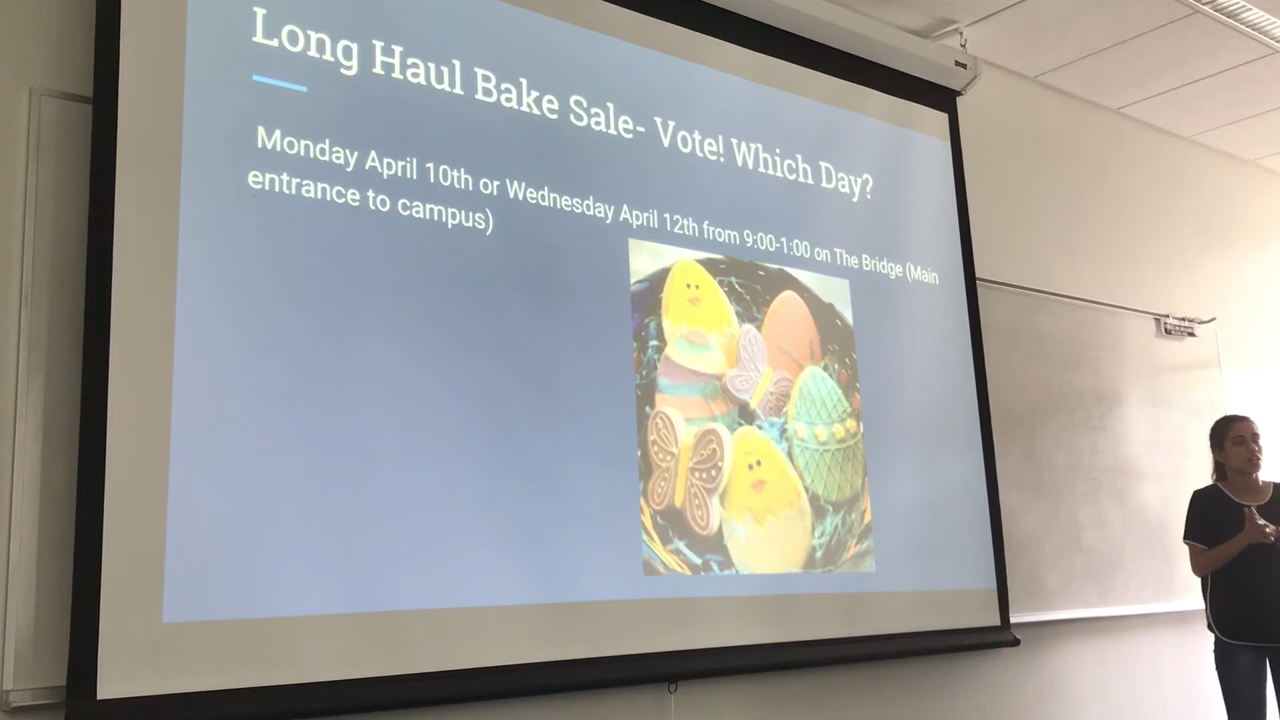 Long Haul Bake Sale- Vote! Which Day?
Monday April 10th or Wednesday April 12th from 9:00-1:00 on The Bridge (Main
entrance to campus)